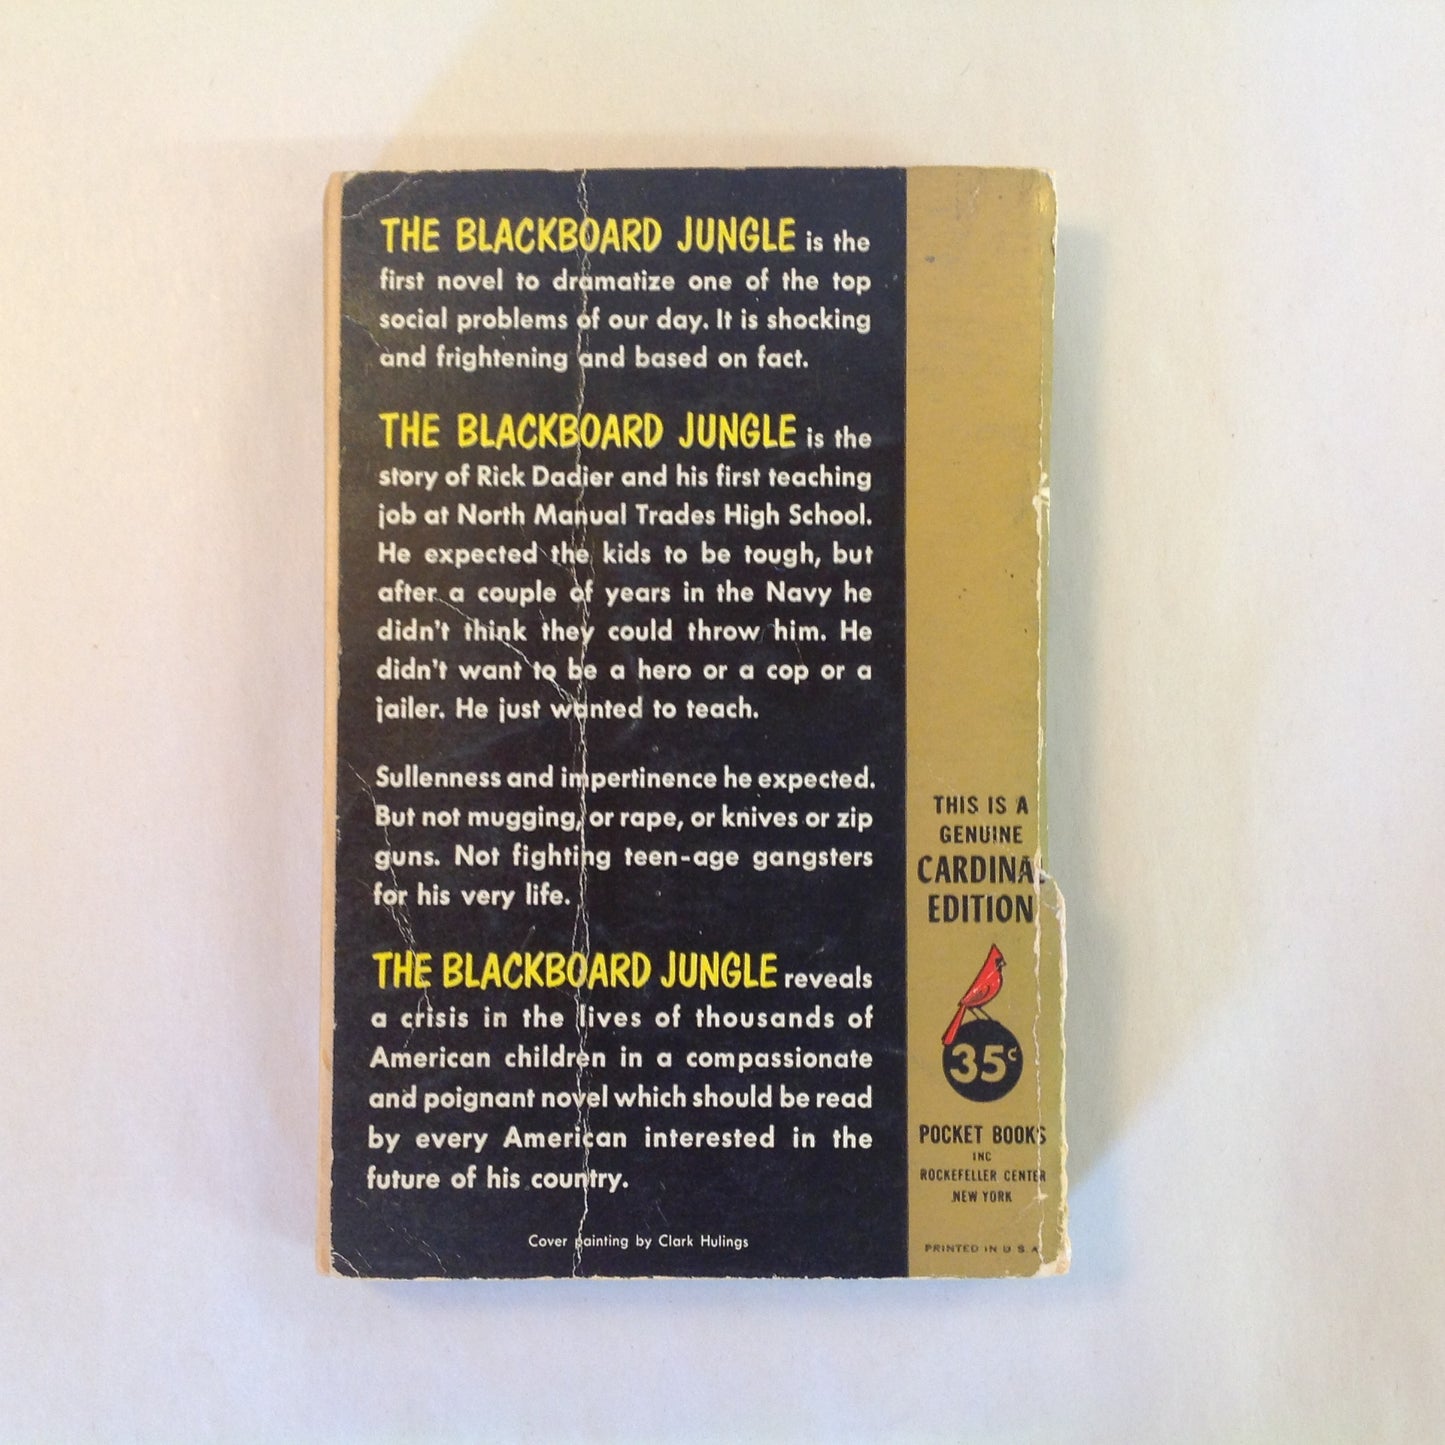 THE BLACKBOARD JUNGLE is the
first novel to dramatize one of the top
social problems of our day. It is shocking
and frightening and based on fact.
THE BLACKBOARD JUNGLE is the
story of Rick Dadier and his first teaching
job at North Manual Trades High School.
He expected the kids to be tough, but
after a couple of years in the Navy he
didn't think they could throw him. He
didn't want to be a hero or a cop or a
jailer. He just wanted to teach.
Sullenness and impertinence he expected.
But not mugging, or rape, or knives or zip
guns. Not fighting teen-age gangsters
for his very life.
THE BLACKBOARD JUNGLE reveals
a crisis in the lives of thousands of
American children in a compassionate
and poignant novel which should be read
by every American interested in the
future of his country.
Cover painting by Clark Hulings
THIS IS A
GENUINE
CARDINAL
EDITION
35c
POCKET BOOKS
INC
ROCKEFELLER CENTER
NEW YORK
PRINTED IN U S A